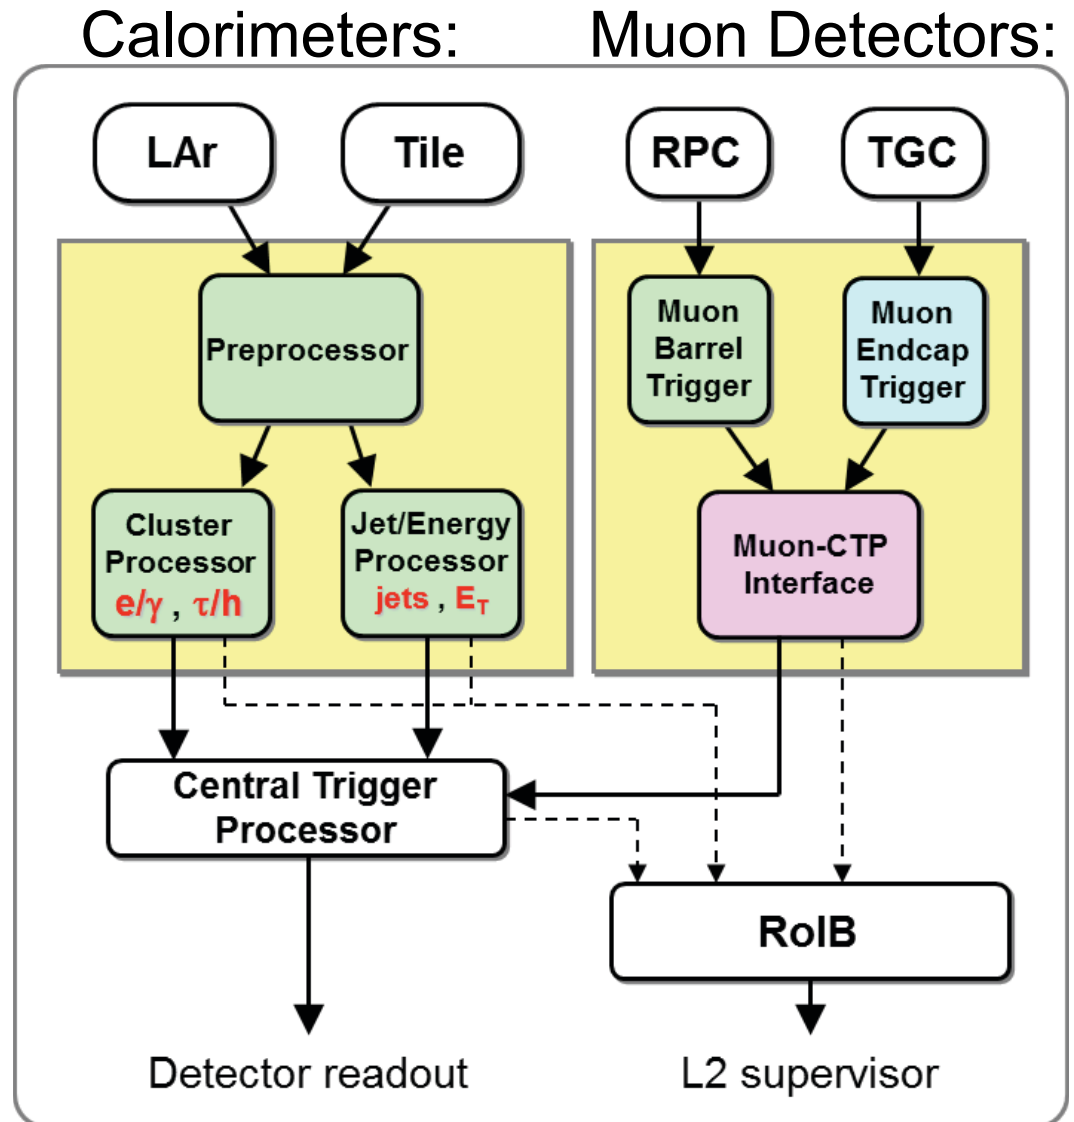 Calorimeters:
Muon Detectors:
LAr
Tile
RPC
TGC
Preprocessor
Muon
Barrel
Trigger
Muon
Endcap
Trigger
Cluster
Processor
e/γ , τ/h
Jet/Energy
Processor
jets , E_T
Muon-CTP
Interface
Central Trigger
Processor
RoIB
Detector readout
L2 supervisor